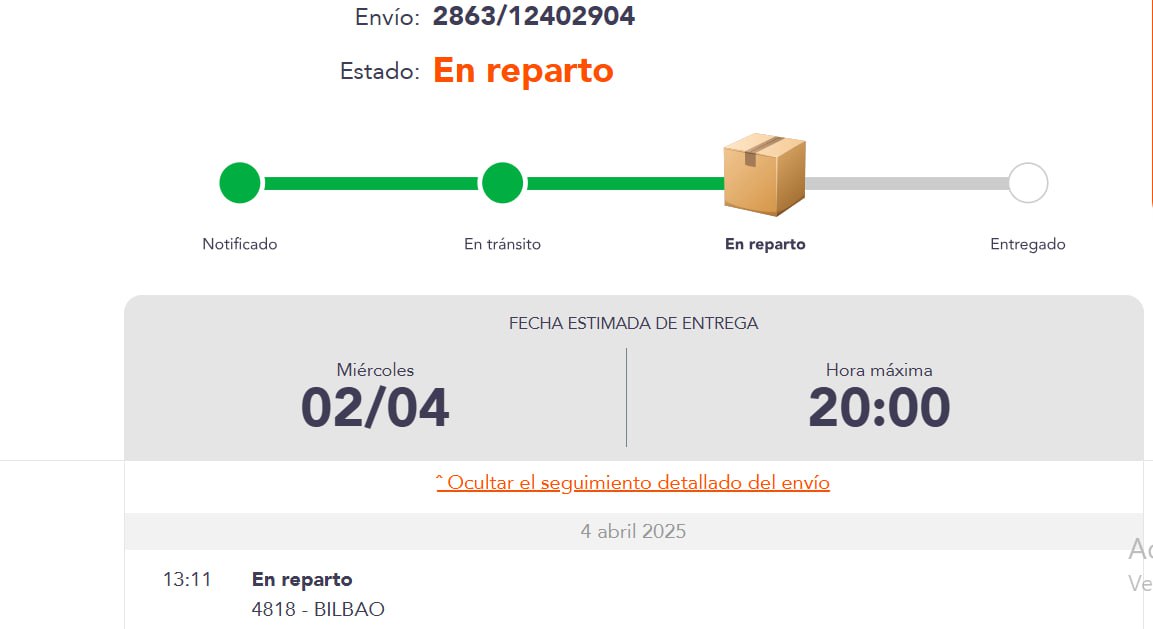 Envío: 2863/12402904
Estado: En reparto
Notificado En tránsito En reparto Entregado
FECHA ESTIMADA DE ENTREGA
Miércoles Hora máxima
02/04 20:00
ˆ Ocultar el seguimiento detallado del envío
4 abril 2025
13:11 En reparto
4818 - BILBAO